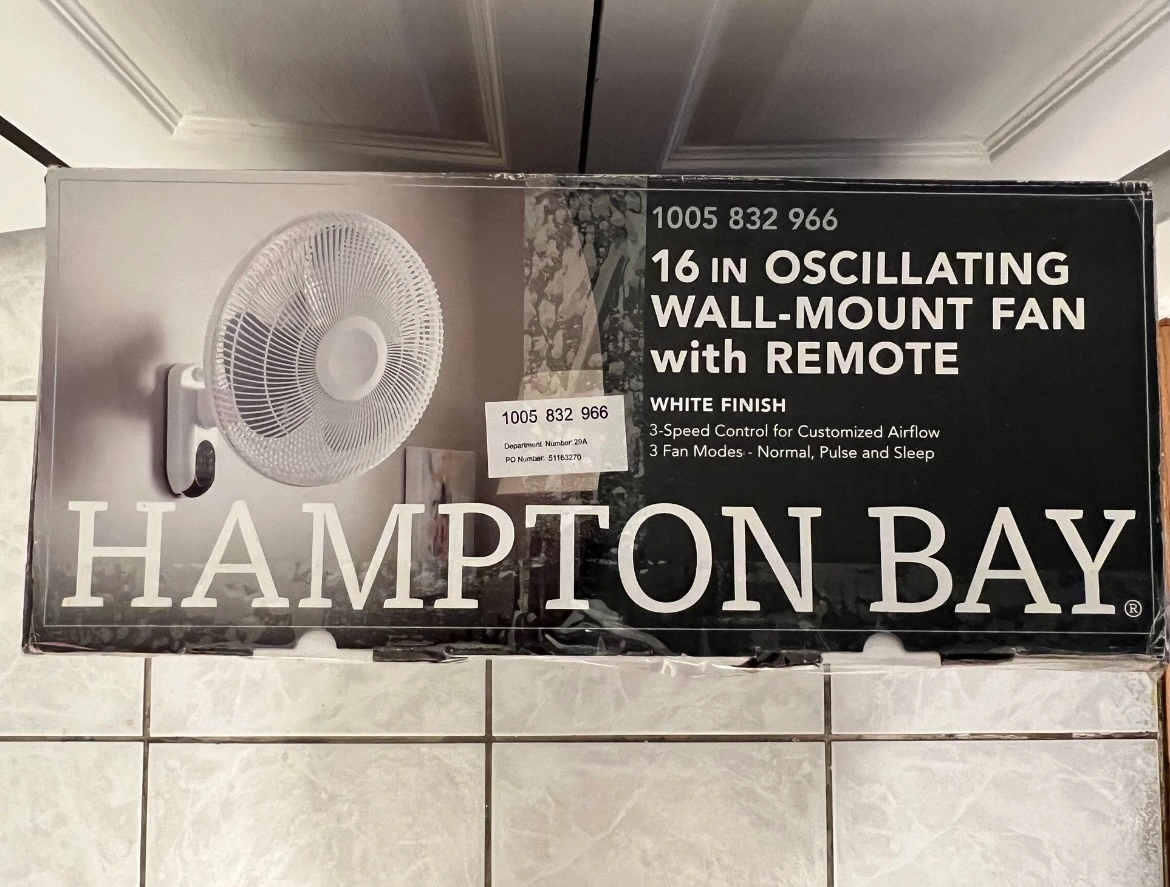 1005 832 966
16 IN OSCILLATING
WALL-MOUNT FAN
with REMOTE
WHITE FINISH
3-Speed Control for Customized Airflow
3 Fan Modes - Normal, Pulse and Sleep
1005 832 966
Department Number: 29A
PO Number: 51163270
HAMPTON BAY®